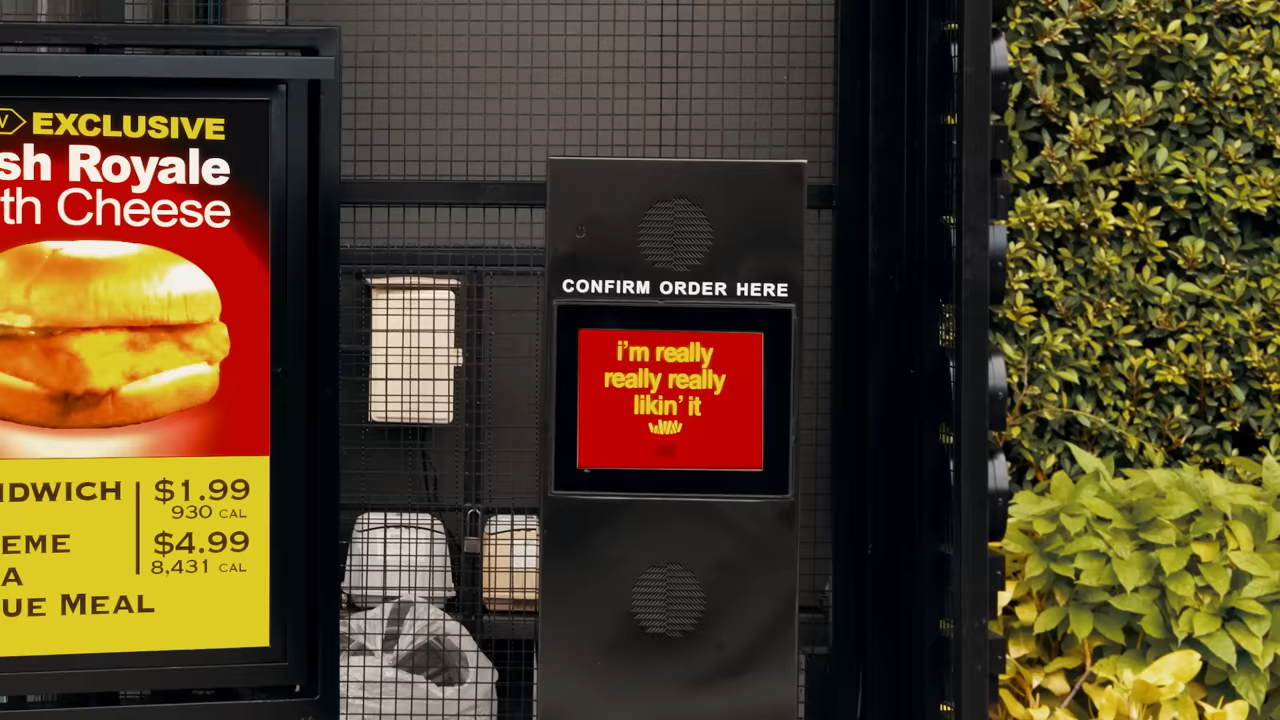 EXCLUSIVE
sh Royale
th Cheese
NDWICH $1.99
930 CAL
EME $4.99
A 8,431 CAL
UE MEAL
CONFIRM ORDER HERE
i'm really
really really
likin' it